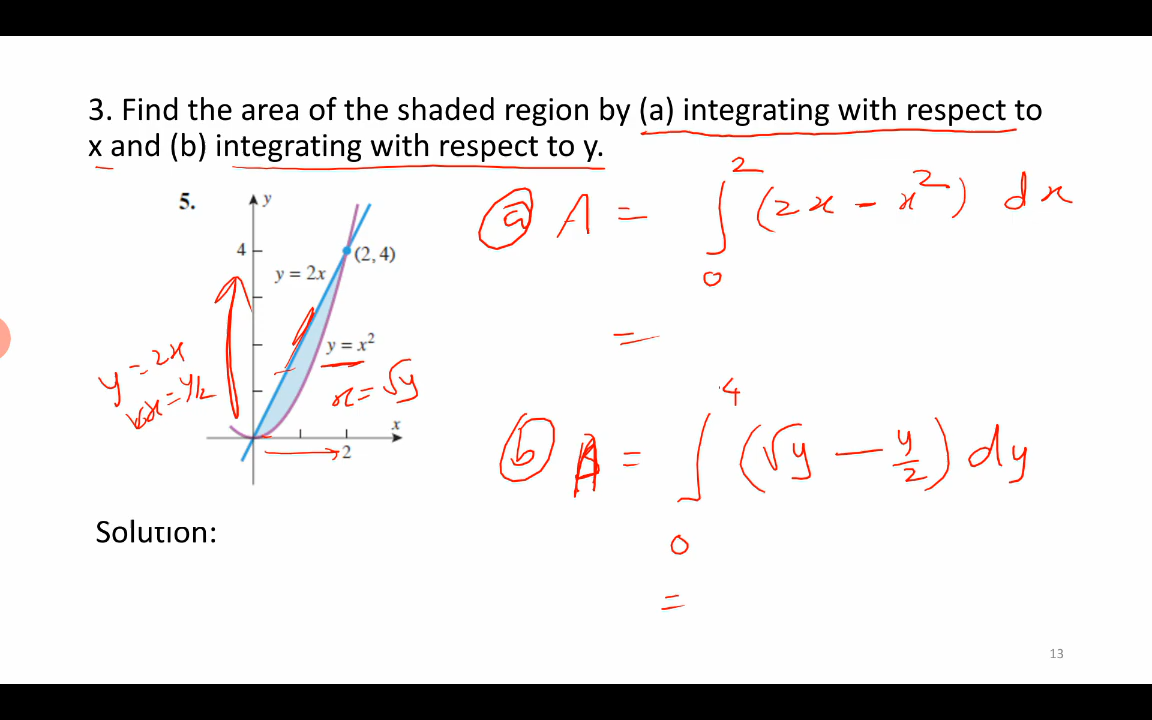 3. Find the area of the shaded region by (a) integrating with respect to
x and (b) integrating with respect to y.
5.
y
4
(2, 4)
y = 2x
y = x²
x = √y
y = 2x
x = y/2
x
2
ⓐ A = ∫₀² (2x − x²) dx
=
ⓑ A = ∫₀⁴ (√y − y/2) dy
=
Solution:
13